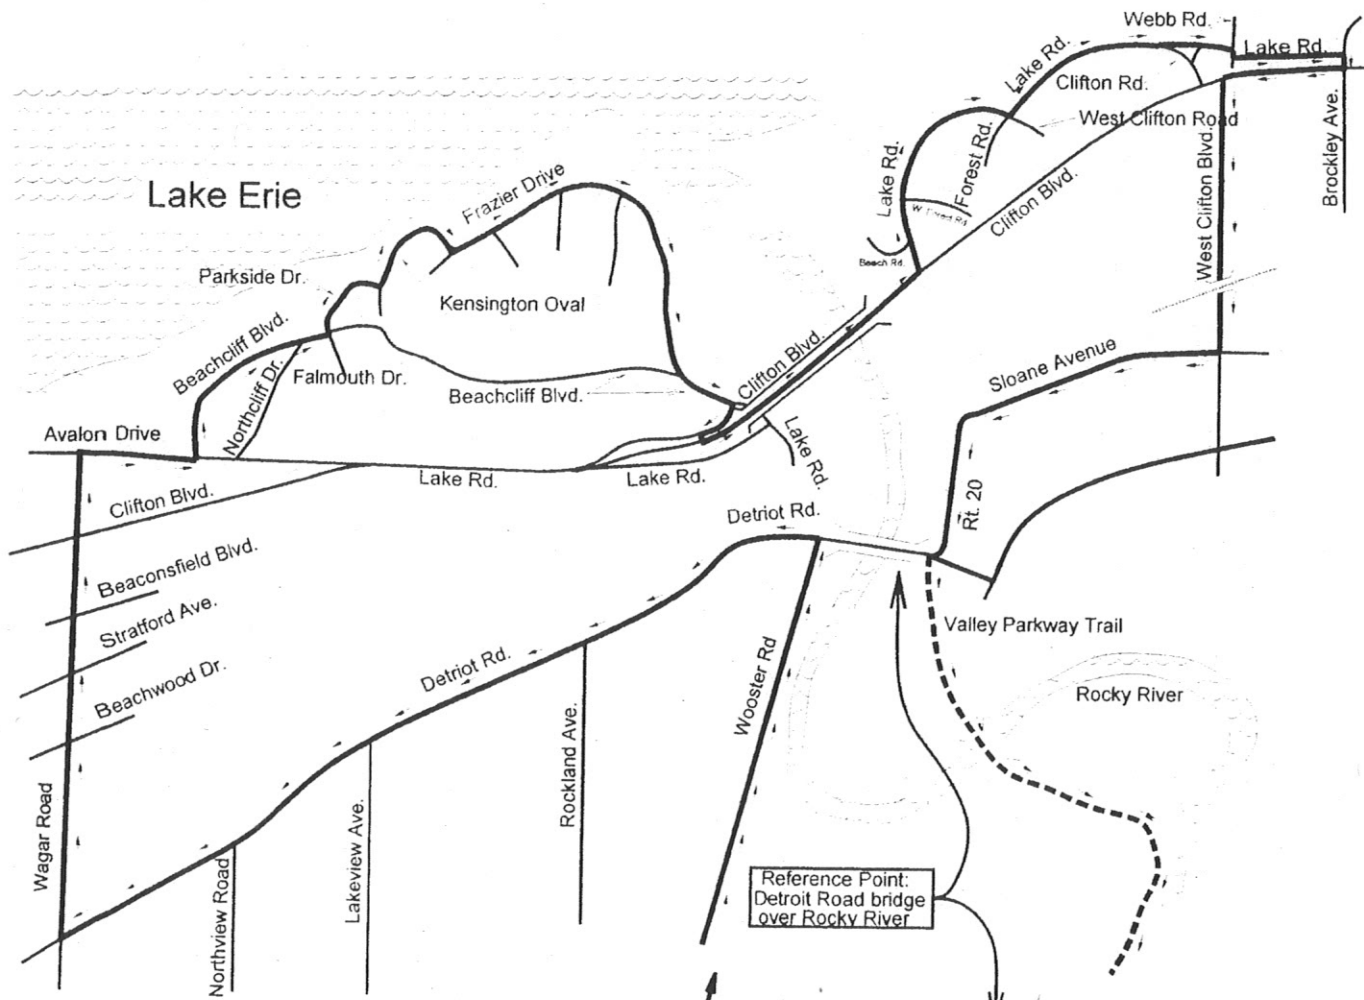 Webb Rd.
Lake Rd.
Lake Rd.
Clifton Rd.
West Clifton Road
Brockley Ave.
West Clifton Blvd.
Lake Rd.
Forest Rd.
W. Forest Rd.
Beach Rd.
Clifton Blvd.
Lake Erie
Frazier Drive
Parkside Dr.
Kensington Oval
Beachcliff Blvd.
Northcliff Dr.
Falmouth Dr.
Beachcliff Blvd.
Clifton Blvd.
Sloane Avenue
Avalon Drive
Lake Rd.
Lake Rd.
Lake Rd.
Clifton Blvd.
Detriot Rd.
Rt. 20
Beaconsfield Blvd.
Stratford Ave.
Beachwood Dr.
Detriot Rd.
Wooster Rd
Valley Parkway Trail
Rocky River
Wagar Road
Northview Road
Lakeview Ave.
Rockland Ave.
Reference Point:
Detroit Road bridge
over Rocky River